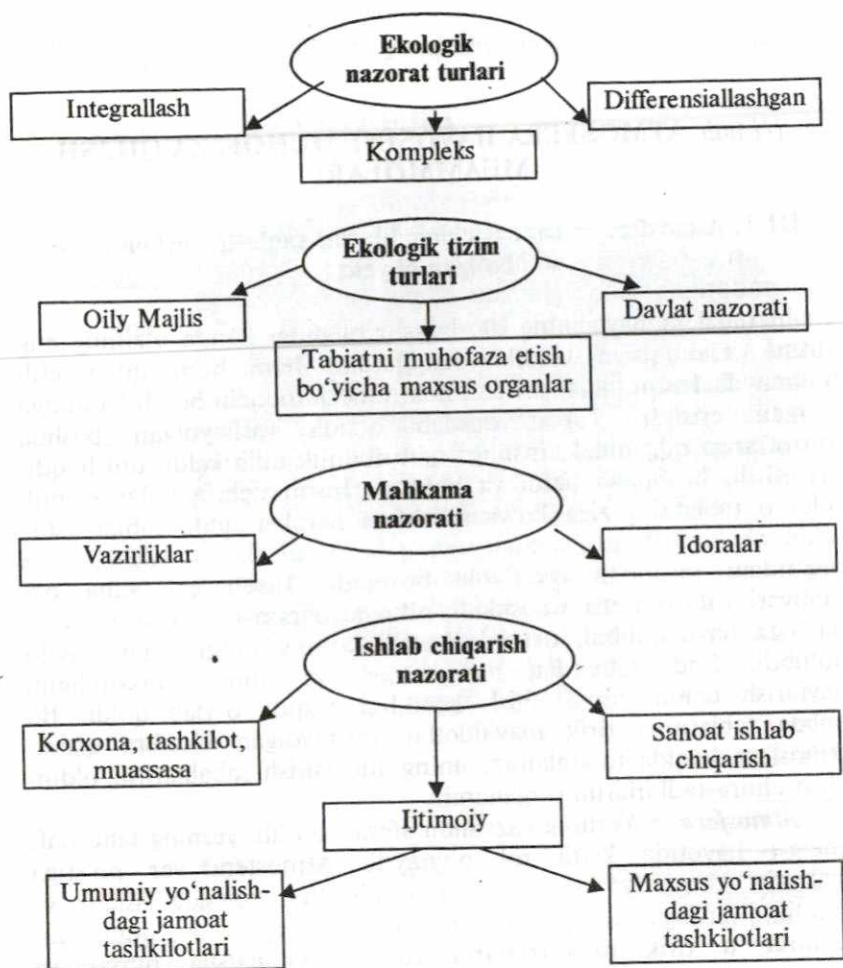 Ekologik
nazorat turlari
Integrallash
Differensiallashgan
Kompleks
Ekologik tizim
turlari
Oily Majlis
Davlat nazorati
Tabiatni muhofaza etish
bo‘yicha maxsus organlar
Mahkama
nazorati
Vazirliklar
Idoralar
Ishlab chiqarish
nazorati
Korxona, tashkilot,
muassasa
Sanoat ishlab
chiqarish
Ijtimoiy
Umumiy yo‘nalish-
dagi jamoat
tashkilotlari
Maxsus yo‘nalish-
dagi jamoat
tashkilotlari